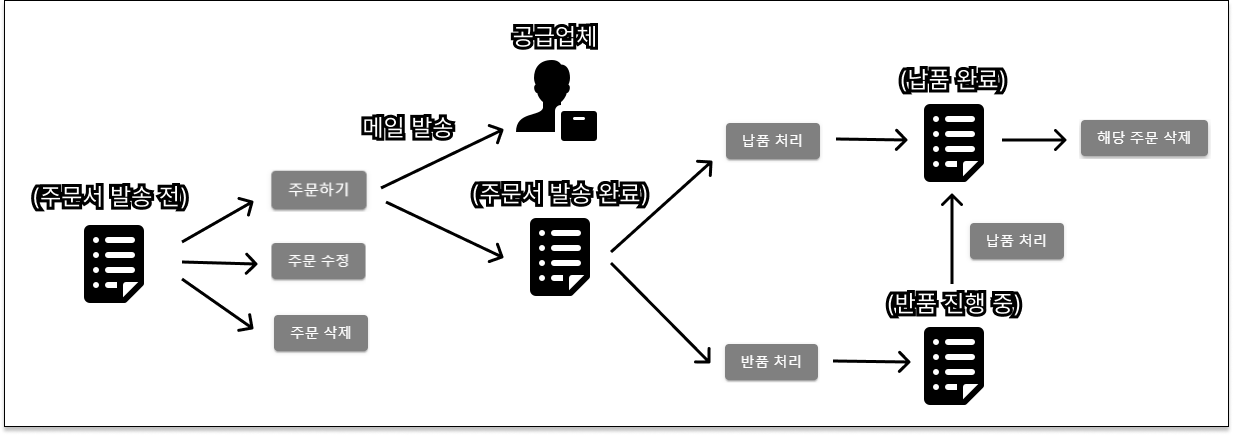 공급업체
메일 발송
(주문서 발송 전)
주문하기
주문 수정
주문 삭제
(주문서 발송 완료)
납품 처리
(납품 완료)
해당 주문 삭제
납품 처리
(반품 진행 중)
반품 처리